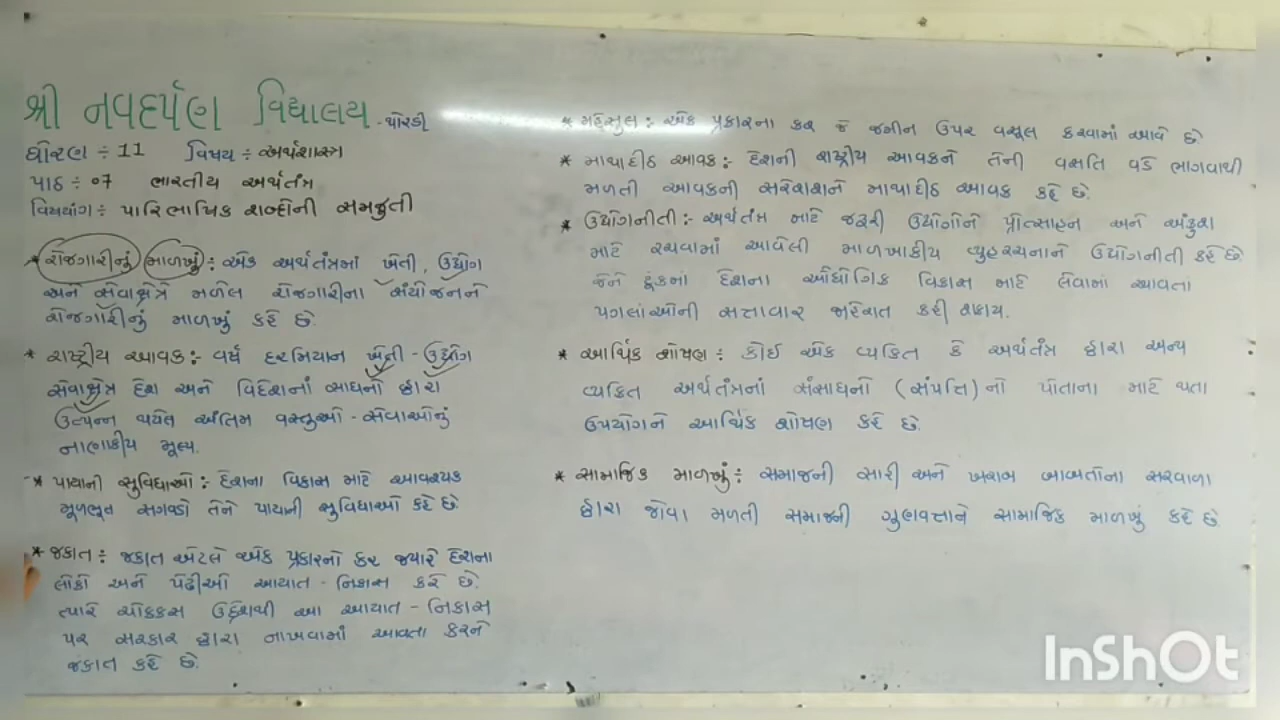 શ્રી નવદર્પણ વિદ્યાલય - થોરડી
ધોરણ ÷ 11 વિષય ÷ અર્થશાસ્ત્ર
પાઠ ÷ ૦7 ભારતીય અર્થતંત્ર
વિષયાંગ ÷ પારિભાષિક શબ્દોની સમજુતી
* રોજગારીનું માળખું ÷ એક અર્થતંત્રમાં ખેતી, ઉદ્યોગ
અને સેવાક્ષેત્રે મળેલ રોજગારીના સંયોજનને
રોજગારીનું માળખું કહે છે.
* રાષ્ટ્રીય આવક ÷ વર્ષ દરમિયાન ખેતી - ઉદ્યોગ
સેવાક્ષેત્ર દેશ અને વિદેશનાં સાધનો દ્વારા
ઉત્પન્ન થયેલ અંતિમ વસ્તુઓ - સેવાઓનું
નાણાકીય મૂલ્ય.
* પાયાની સુવિધાઓ ÷ દેશના વિકાસ માટે આવશ્યક
મૂળભૂત સગવડો તેને પાયાની સુવિધાઓ કહે છે.
* જકાત ÷ જકાત એટલે એક પ્રકારનો કર જ્યારે દેશના
લોકો અને પેઢીઓ આયાત - નિકાસ કરે છે.
ત્યારે ચોક્કસ ઉદ્દેશથી આ આયાત - નિકાસ
પર સરકાર દ્વારા નાખવામાં આવતા કરને
જકાત કહે છે.
* મહેસુલ ÷ એક પ્રકારના કર જે જમીન ઉપર વસૂલ કરવામાં આવે છે
* માથાદીઠ આવક ÷ દેશની રાષ્ટ્રીય આવકને તેની વસતિ વડે ભાગવાથી
મળતી આવકની સરેરાશને માથાદીઠ આવક કહે છે.
* ઉદ્યોગનીતી ÷ અર્થતંત્ર માટે જરૂરી ઉદ્યોગોને પ્રોત્સાહન અને અંકુશ
માટે રચવામાં આવેલી માળખાકીય વ્યુહરચનાને ઉદ્યોગનીતી કહે છે
જેને ટૂંકમાં દેશના ઔદ્યોગિક વિકાસ માટે લેવામાં આવતા
પગલાંઓની સત્તાવાર જાહેરાત કહી શકાય.
* આર્થિક શોષણ ÷ કોઈ એક વ્યકિત કે અર્થતંત્ર દ્વારા અન્ય
વ્યકિત અર્થતંત્રનાં સંસાધનો (સંપત્તિ) નો પોતાના માટે થતા
ઉપયોગને આર્થિક શોષણ કહે છે.
* સામાજિક માળખું ÷ સમાજની સારી અને ખરાબ બાબતોના સરવાળા
દ્વારા જોવા મળતી સમાજની ગુણવત્તાને સામાજિક માળખું કહે છે
InShOt